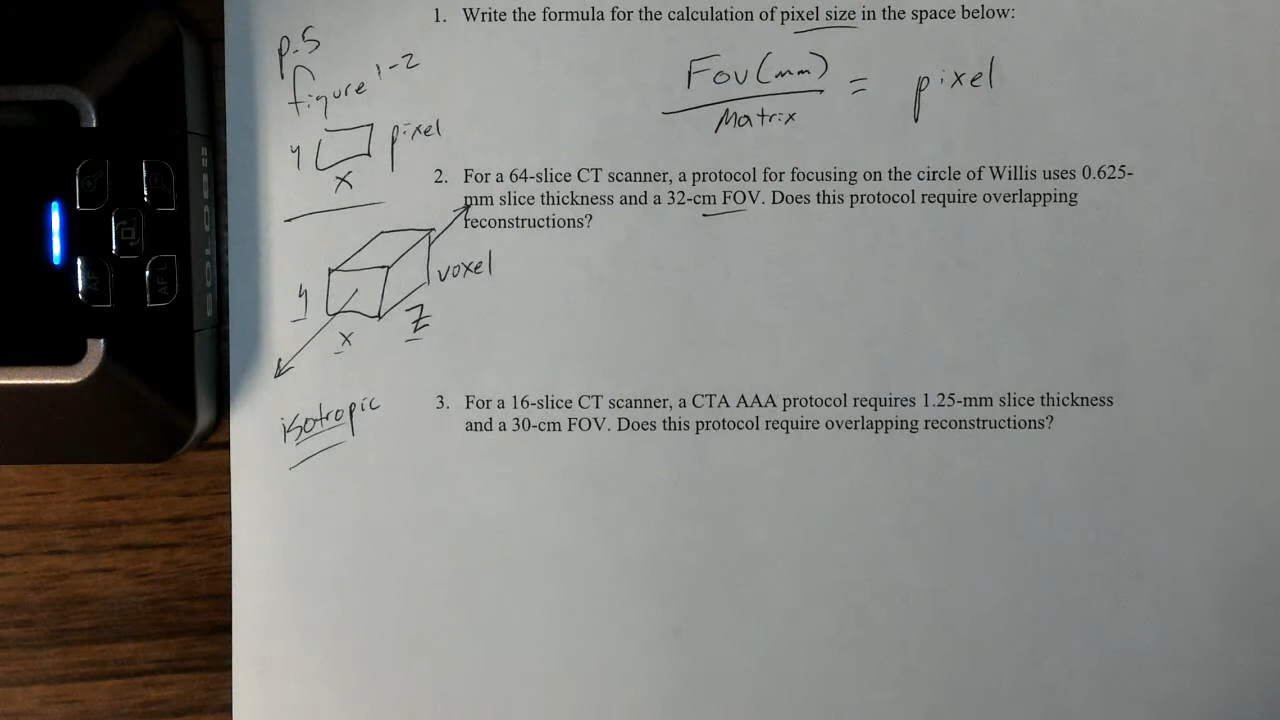 1. Write the formula for the calculation of pixel size in the space below:
FOV(mm)
Matrix
= pixel
p.5
figure 1-2
y pixel
x
2. For a 64-slice CT scanner, a protocol for focusing on the circle of Willis uses 0.625-
mm slice thickness and a 32-cm FOV. Does this protocol require overlapping
reconstructions?
voxel
y
x
z
isotropic
3. For a 16-slice CT scanner, a CTA AAA protocol requires 1.25-mm slice thickness
and a 30-cm FOV. Does this protocol require overlapping reconstructions?
AF
AFL
SOLO8